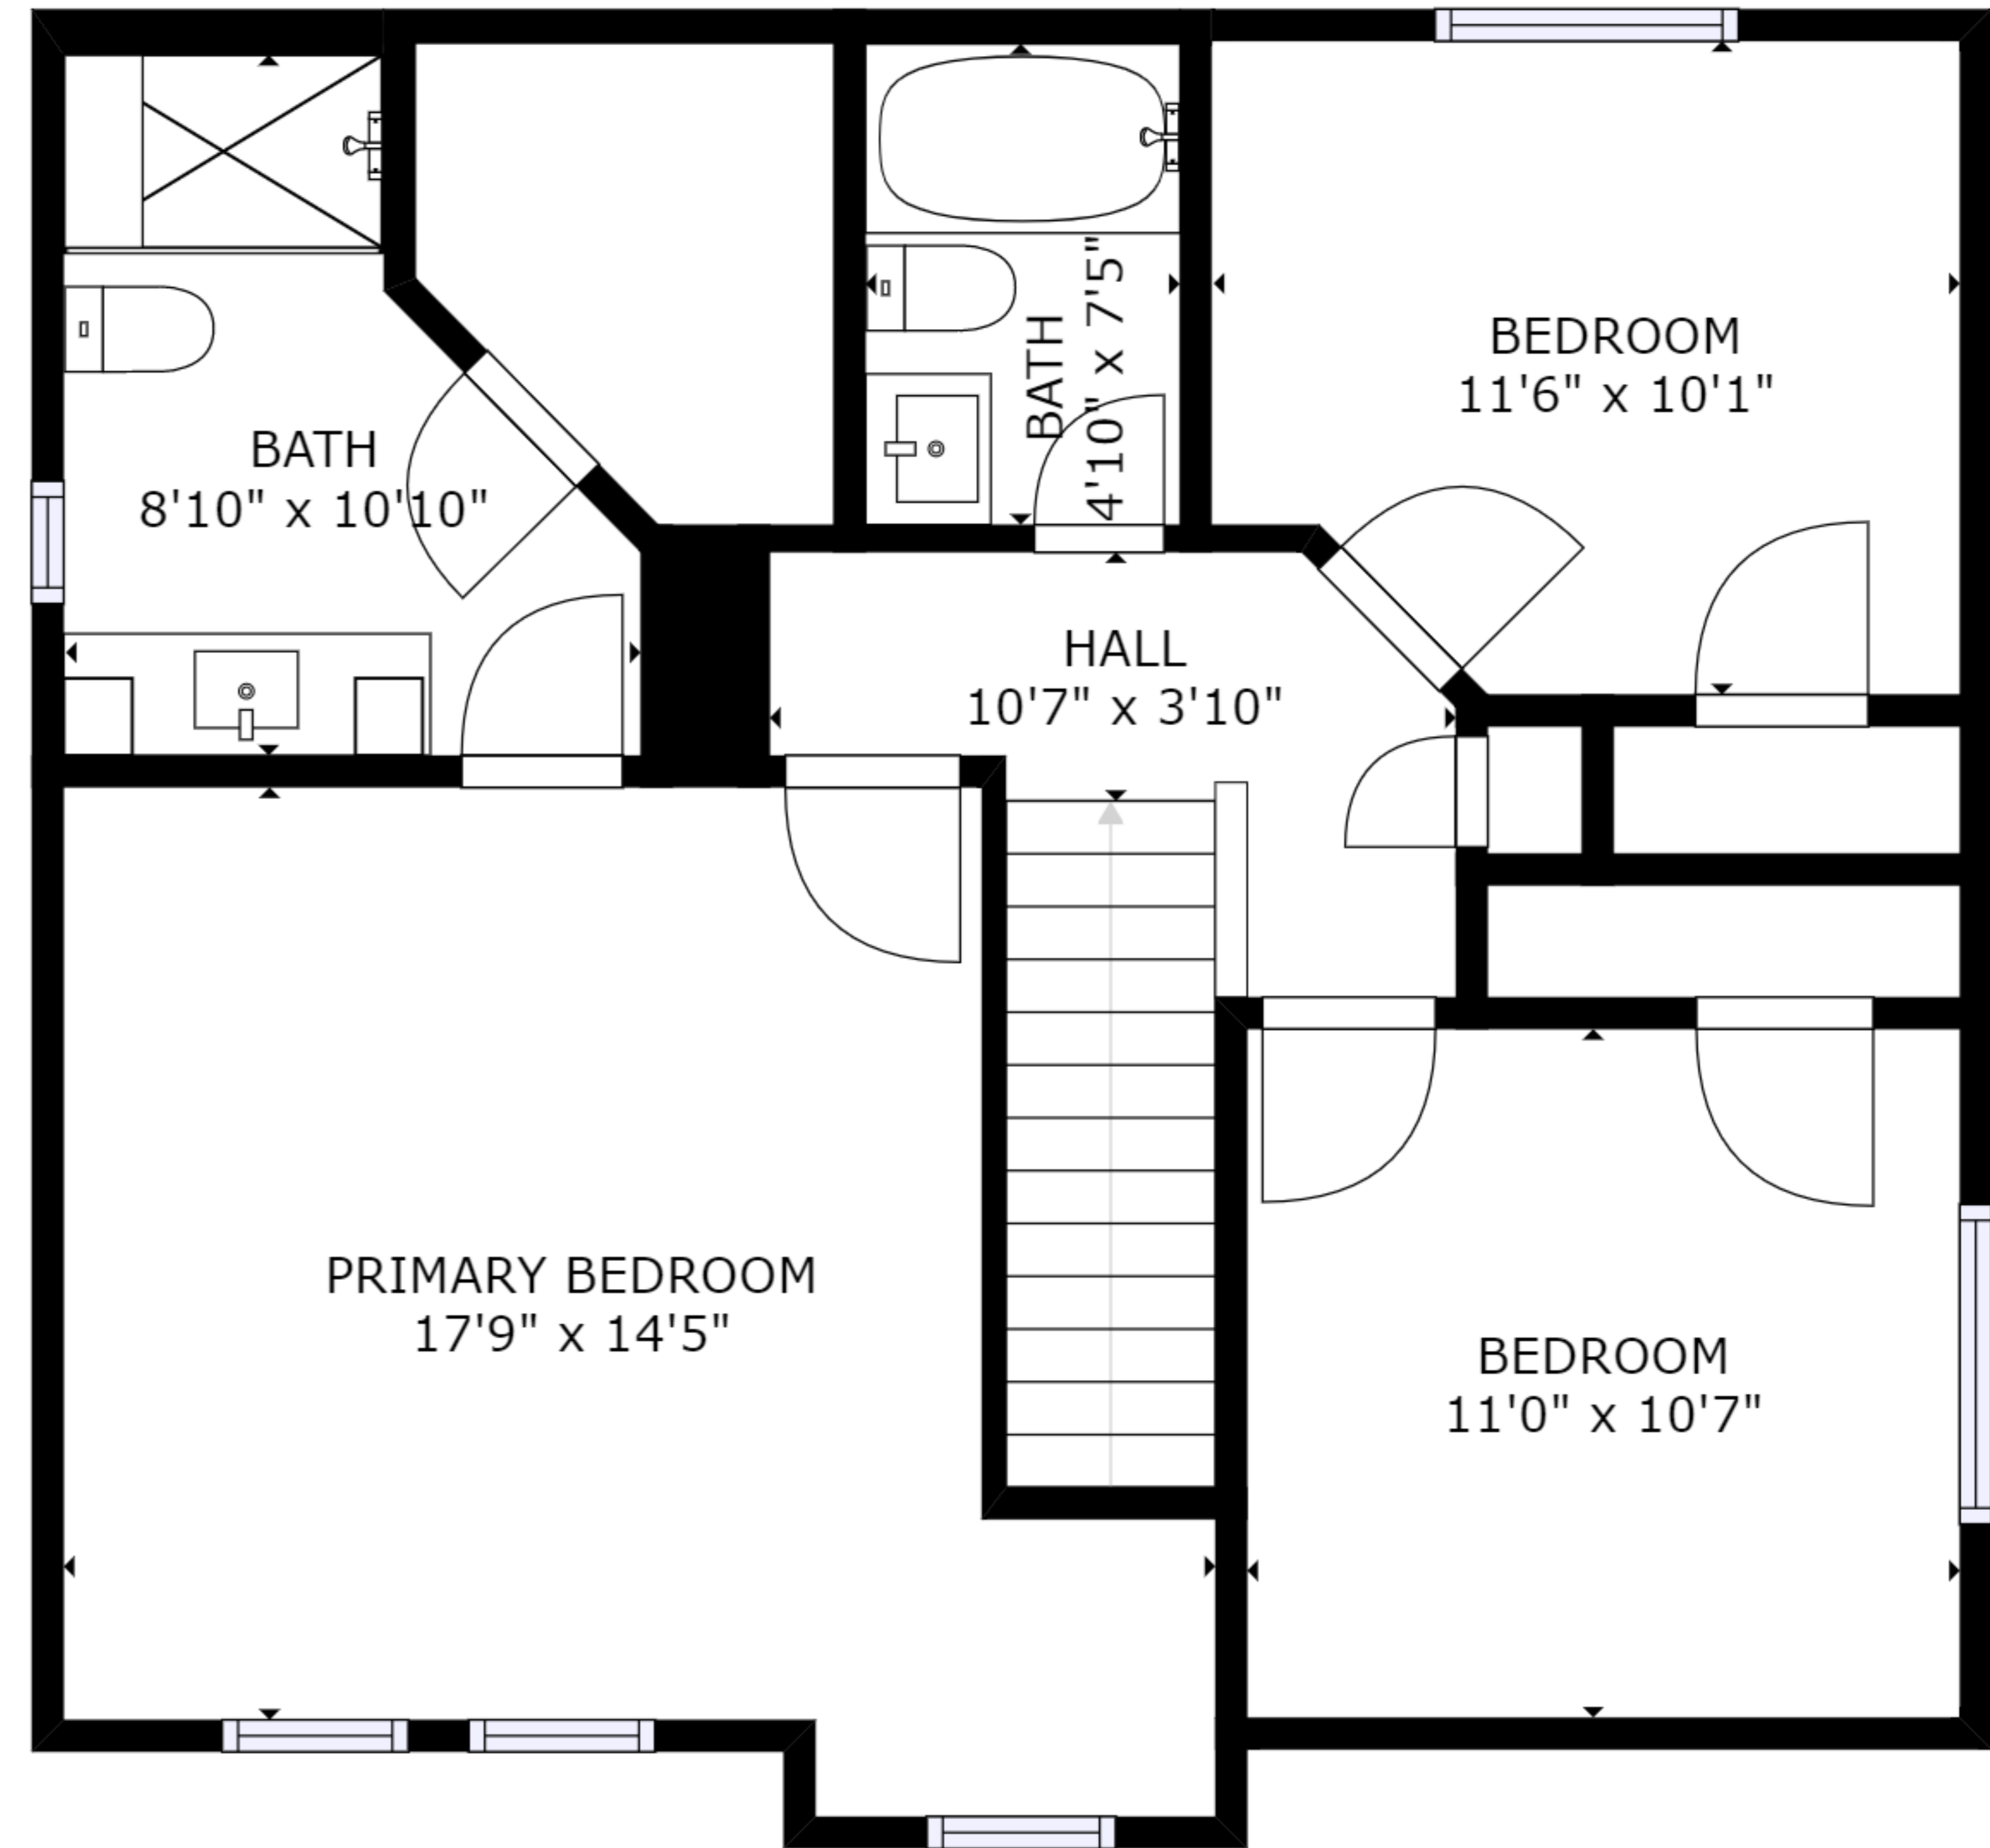 BEDROOM
11'6" x 10'1"
BATH
4'10" x 7'5"
BATH
8'10" x 10'10"
HALL
10'7" x 3'10"
PRIMARY BEDROOM
17'9" x 14'5"
BEDROOM
11'0" x 10'7"